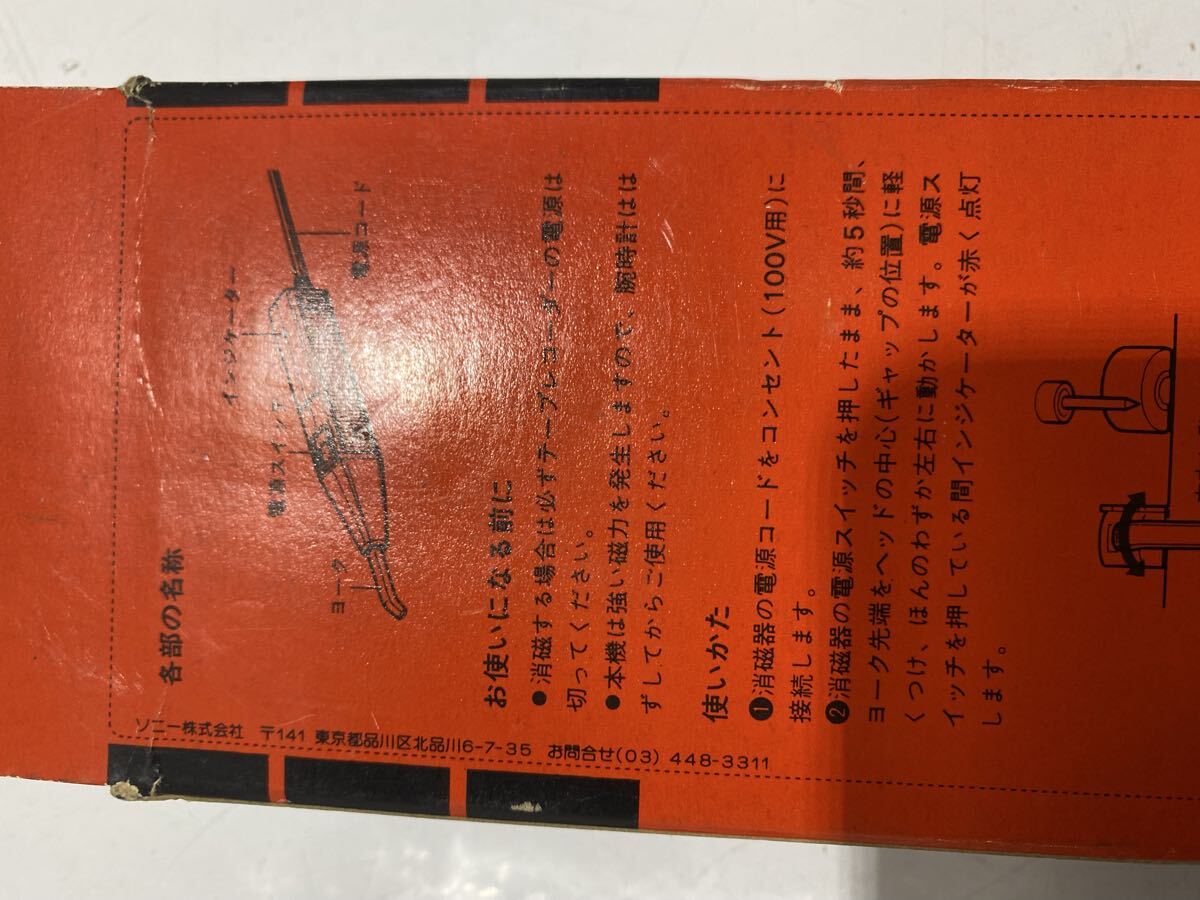 各部の名称
インジケーター
電源スイッチ
電源コード
ヨーク
お使いになる前に
●消磁する場合は必ずテープレコーダーの電源は
切ってください。
●本機は強い磁力を発生しますので、腕時計はは
ずしてからご使用ください。
使いかた
❶消磁器の電源コードをコンセント(100V用)に
接続します。
❷消磁器の電源スイッチを押したまま、約5秒間、
ヨーク先端をヘッドの中心(ギャップの位置)に軽
くつけ、ほんのわずか左右に動かします。電源ス
イッチを押している間インジケーターが赤く点灯
します。
ソニー株式会社 〒141 東京都品川区北品川6-7-35 お問合せ(03) 448-3311